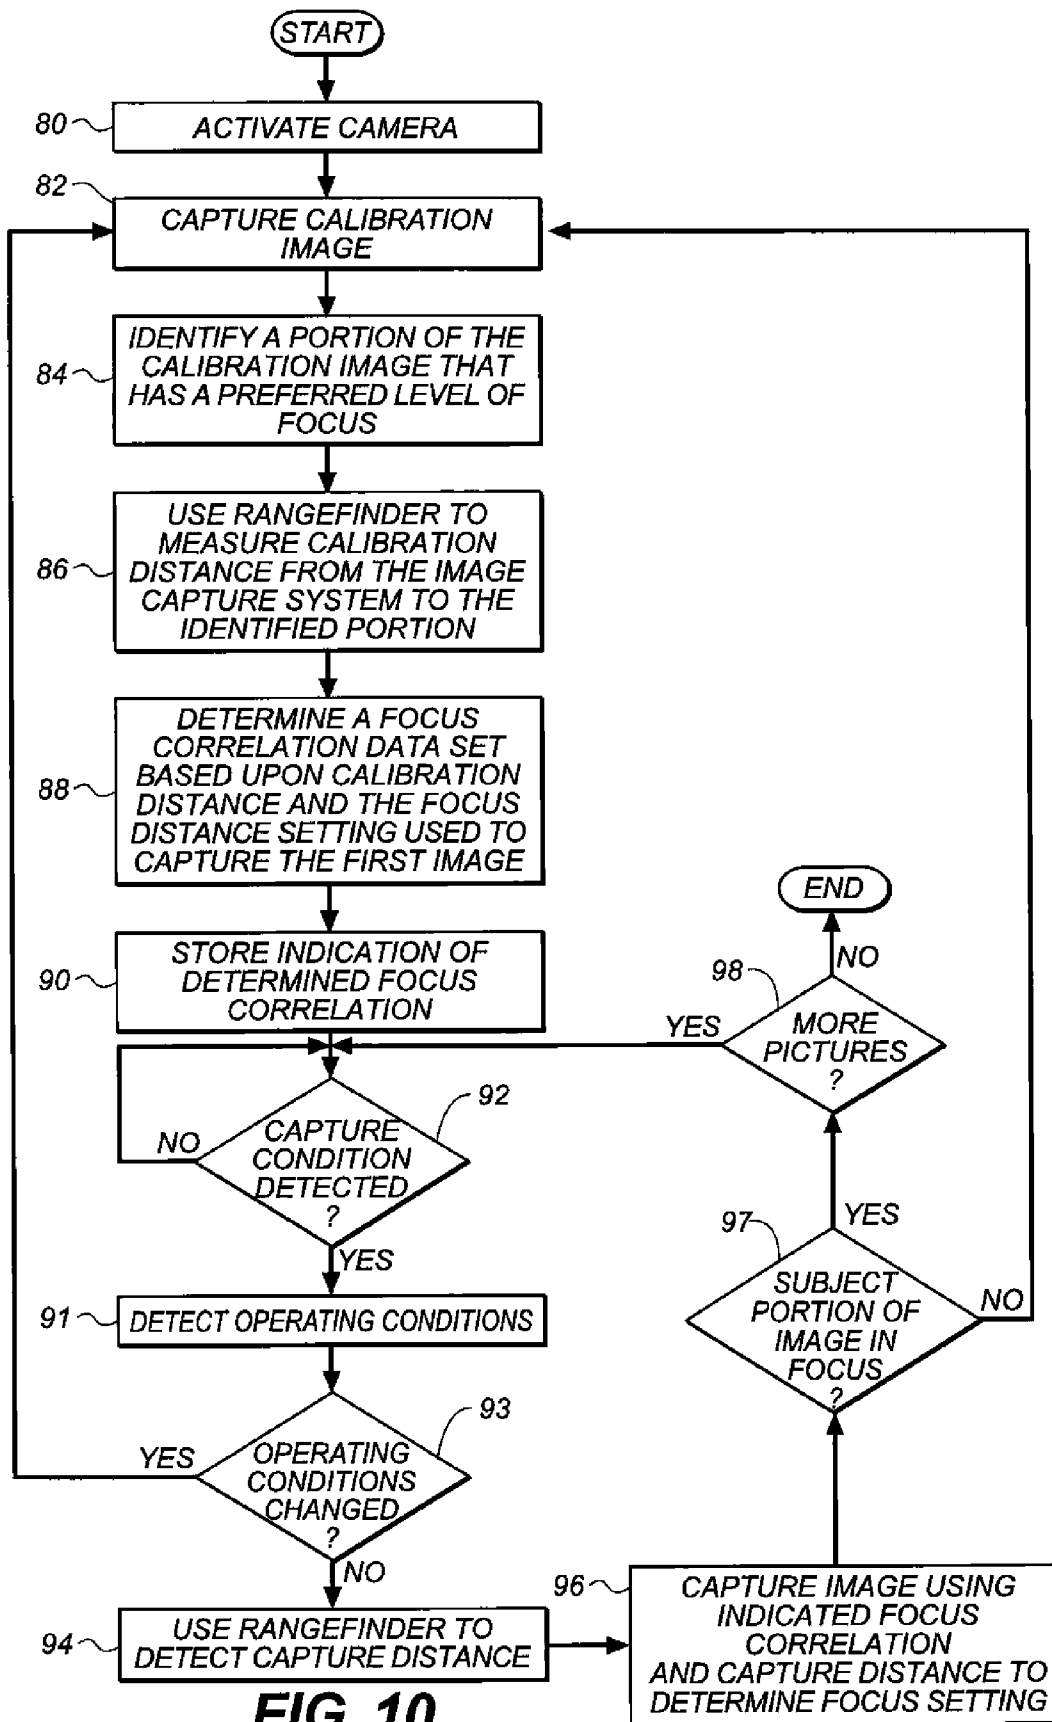 START
80
ACTIVATE CAMERA
82
CAPTURE CALIBRATION
IMAGE
84
IDENTIFY A PORTION OF THE
CALIBRATION IMAGE THAT
HAS A PREFERRED LEVEL OF
FOCUS
86
USE RANGEFINDER TO
MEASURE CALIBRATION
DISTANCE FROM THE IMAGE
CAPTURE SYSTEM TO THE
IDENTIFIED PORTION
88
DETERMINE A FOCUS
CORRELATION DATA SET
BASED UPON CALIBRATION
DISTANCE AND THE FOCUS
DISTANCE SETTING USED TO
CAPTURE THE FIRST IMAGE
90
STORE INDICATION OF
DETERMINED FOCUS
CORRELATION
92
CAPTURE
CONDITION
DETECTED
?
NO
YES
91
DETECT OPERATING CONDITIONS
93
OPERATING
CONDITIONS
CHANGED
?
YES
NO
94
USE RANGEFINDER TO
DETECT CAPTURE DISTANCE
96
CAPTURE IMAGE USING
INDICATED FOCUS
CORRELATION
AND CAPTURE DISTANCE TO
DETERMINE FOCUS SETTING
97
SUBJECT
PORTION OF
IMAGE IN
FOCUS
?
NO
YES
98
MORE
PICTURES
?
YES
NO
END
FIG. 10